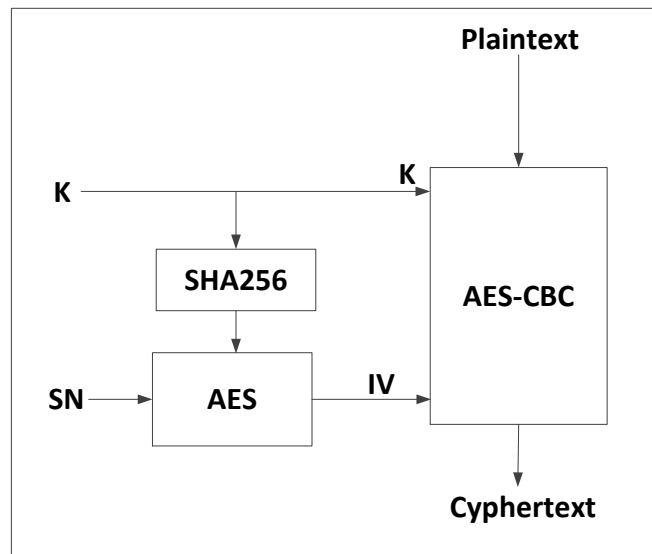 Plaintext
K
K
SHA256
AES-CBC
SN
AES
IV
Cyphertext